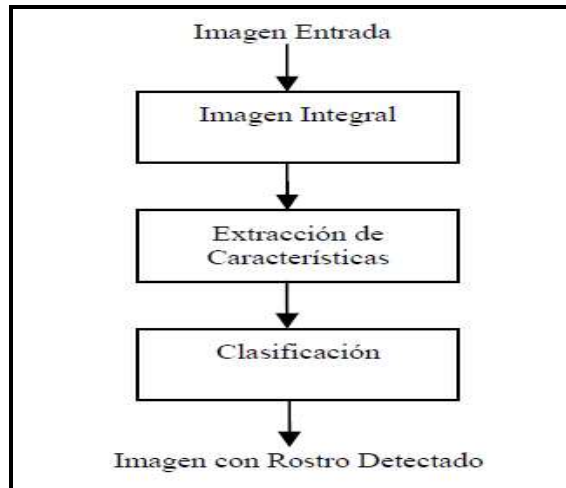 Imagen Entrada
Imagen Integral
Extracción de
Características
Clasificación
Imagen con Rostro Detectado